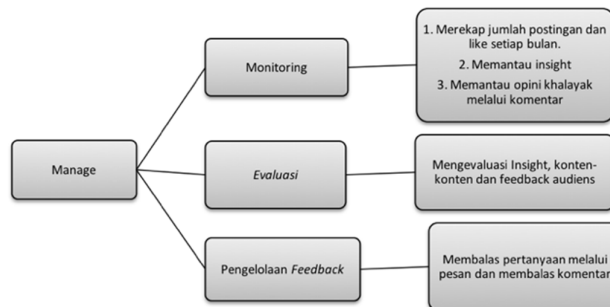 Manage
Monitoring
1. Merekap jumlah postingan dan
like setiap bulan.
2. Memantau insight
3. Memantau opini khalayak
melalui komentar
Evaluasi
Mengevaluasi Insight, konten-
konten dan feedback audiens
Pengelolaan Feedback
Membalas pertanyaan melalui
pesan dan membalas komentar